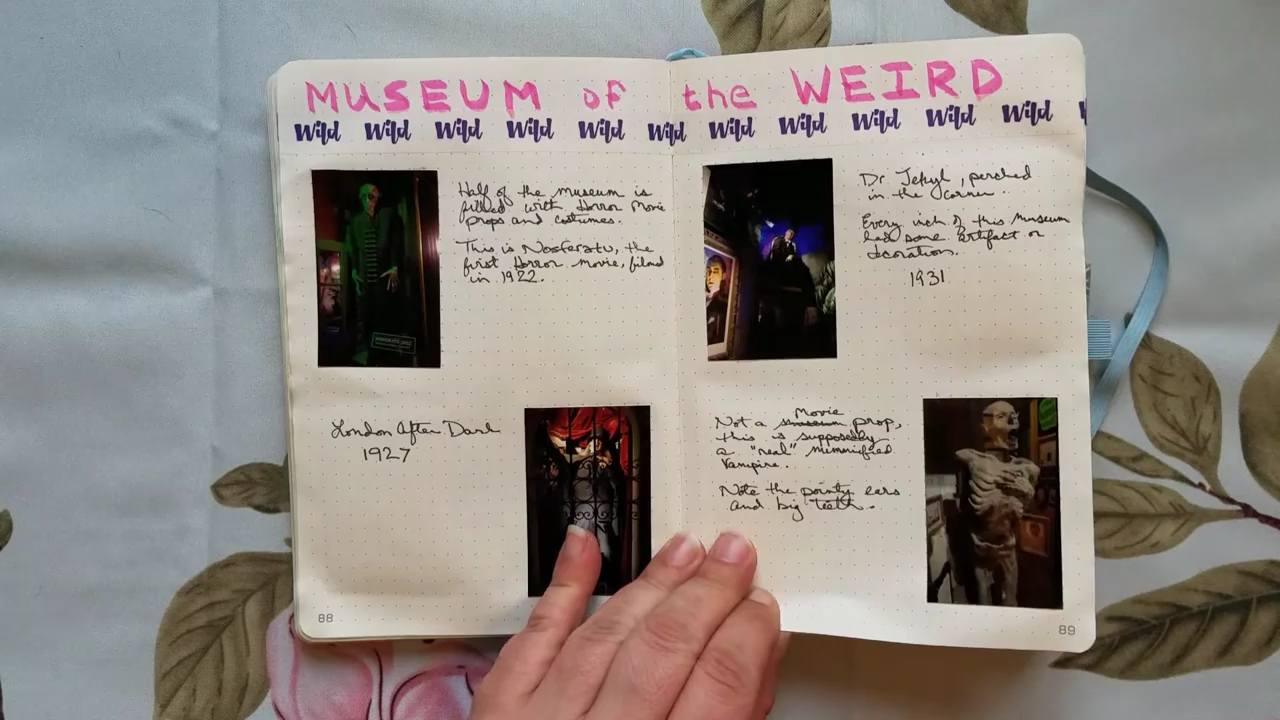 MUSEUM of the WEIRD
Wild Wild Wild Wild Wild Wild Wild Wild Wild Wild Wild
Half of the museum is
filled with Horror Movie
props and costumes.
This is Nosferatu, the
first Horror movie, filmd
in 1922.
London After Dark
1927
88
Dr Jekyl, perched
in the corner.
Every inch of this museum
had some artifact or
decoration.
1931
Movie
Not a museum prop,
this is supposedly
a "real" mummified
Vampire.
Note the pointy ears
and big teeth.
89